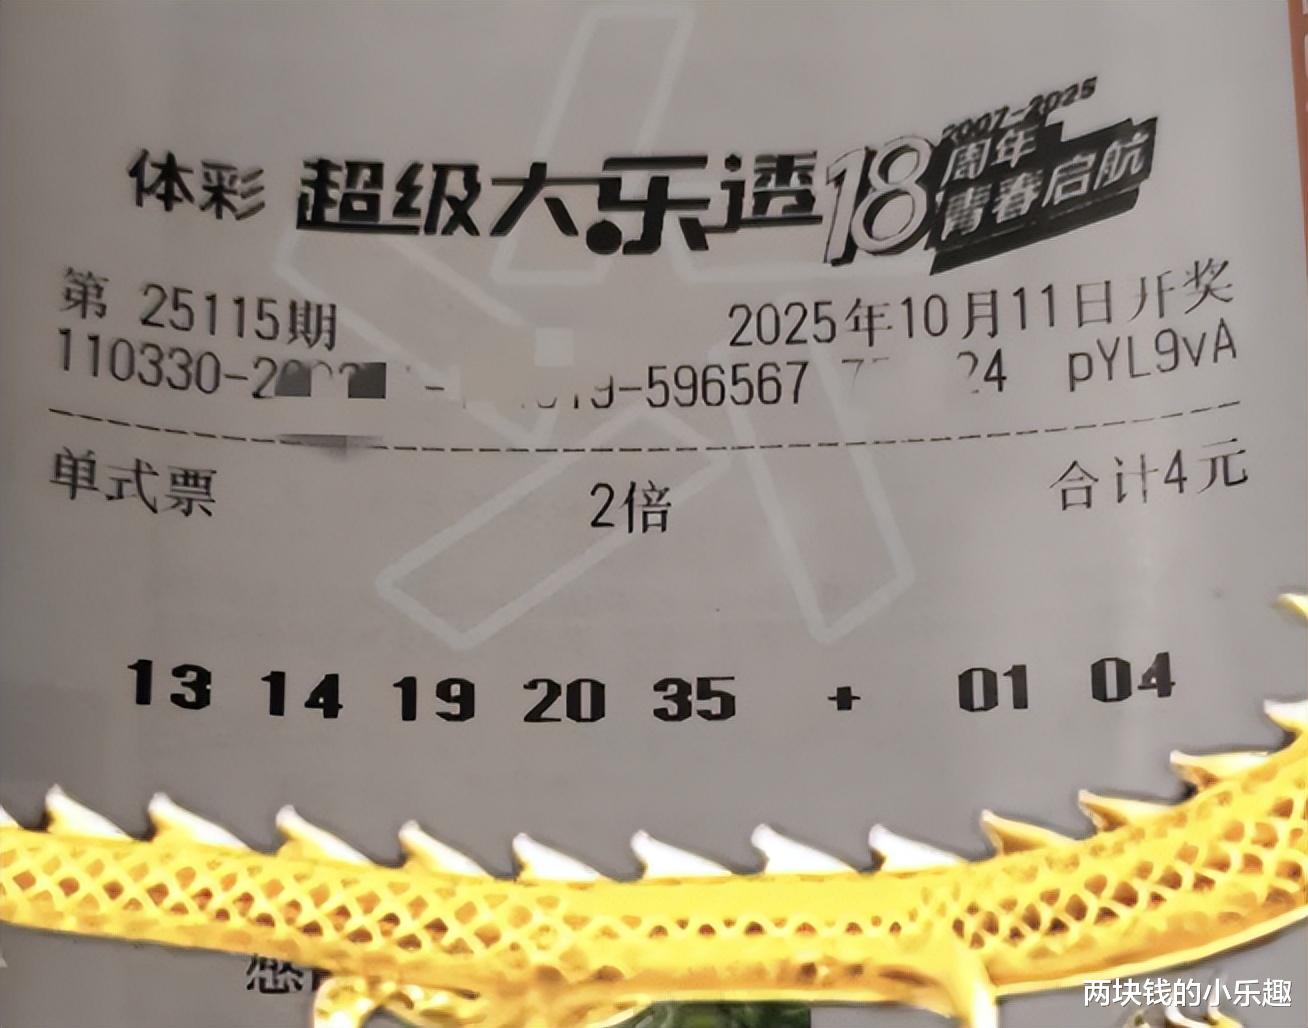 体彩 超级大乐透 18周年 2007-2025
青春启航
第 25115期 2025年10月11日开奖
110330-2 -596567 24 pYL9vA
单式票 2倍 合计4元
13 14 19 20 35 + 01 04
感
两块钱的小乐趣